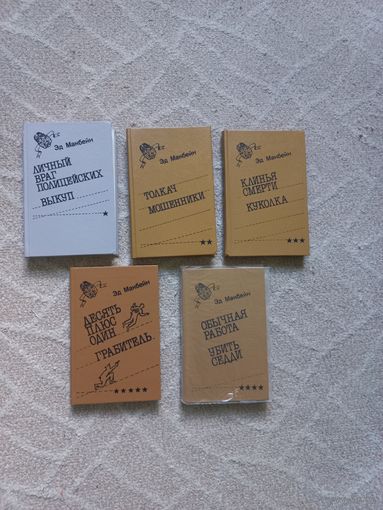 Эд Макбейн
ЛИЧНЫЙ
ВРАГ
ПОЛИЦЕЙСКИХ
ВЫКУП
★
Эд Макбейн
ТОЛКАЧ
МОШЕННИКИ
★★
Эд Макбейн
КЛИНЬЯ
СМЕРТИ
КУКОЛКА
★★★
Эд Макбейн
ДЕСЯТЬ
ПЛЮС
ОДИН
ГРАБИТЕЛЬ
★★★★★
Эд Макбейн
ОБЫЧНАЯ
РАБОТА
УБИТЬ
СЕДЛИ
★★★★